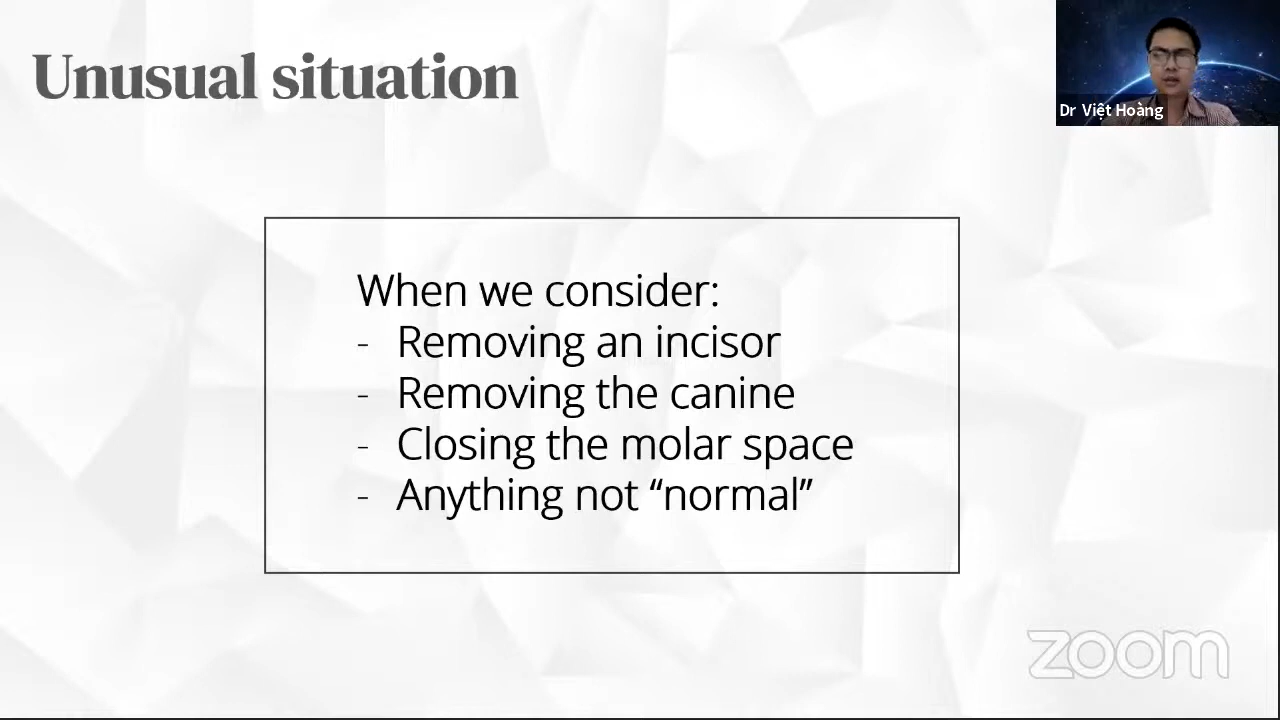 Unusual situation
Dr Việt Hoàng
When we consider:
- Removing an incisor
- Removing the canine
- Closing the molar space
- Anything not “normal”
zoom